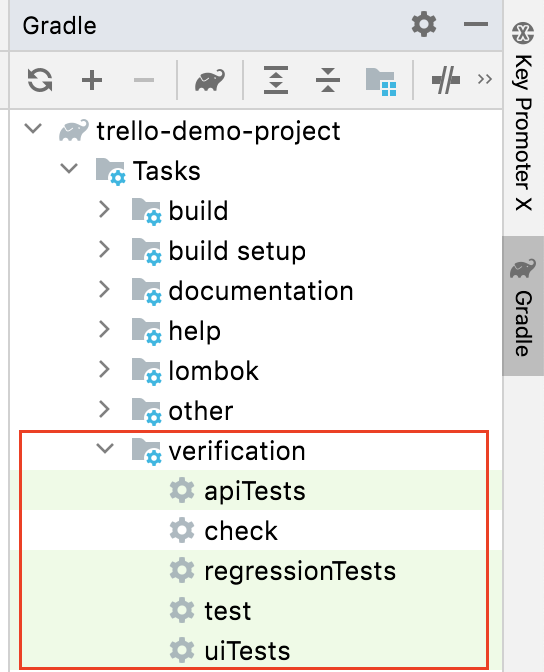 Gradle
trello-demo-project
Tasks
build
build setup
documentation
help
lombok
other
verification
apiTests
check
regressionTests
test
uiTests
Key Promoter X
Gradle